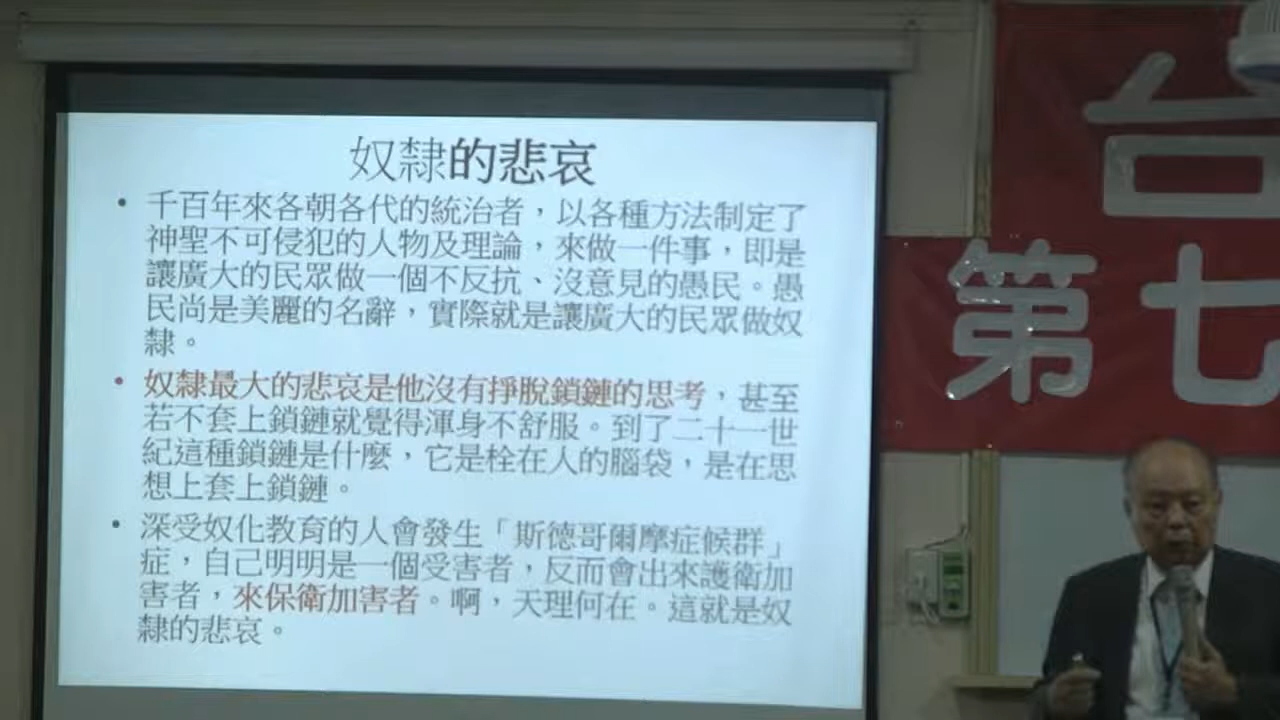 奴隸的悲哀
• 千百年來各朝各代的統治者，以各種方法制定了
神聖不可侵犯的人物及理論，來做一件事，即是
讓廣大的民眾做一個不反抗、沒意見的愚民。愚
民尚是美麗的名辭，實際就是讓廣大的民眾做奴
隸。
• 奴隸最大的悲哀是他沒有掙脫鎖鏈的思考，甚至
若不套上鎖鏈就覺得渾身不舒服。到了二十一世
紀這種鎖鏈是什麼，它是栓在人的腦袋，是在思
想上套上鎖鏈。
• 深受奴化教育的人會發生「斯德哥爾摩症候群」
症，自己明明是一個受害者，反而會出來護衛加
害者，來保衛加害者。啊，天理何在。這就是奴
隸的悲哀。
台
第七